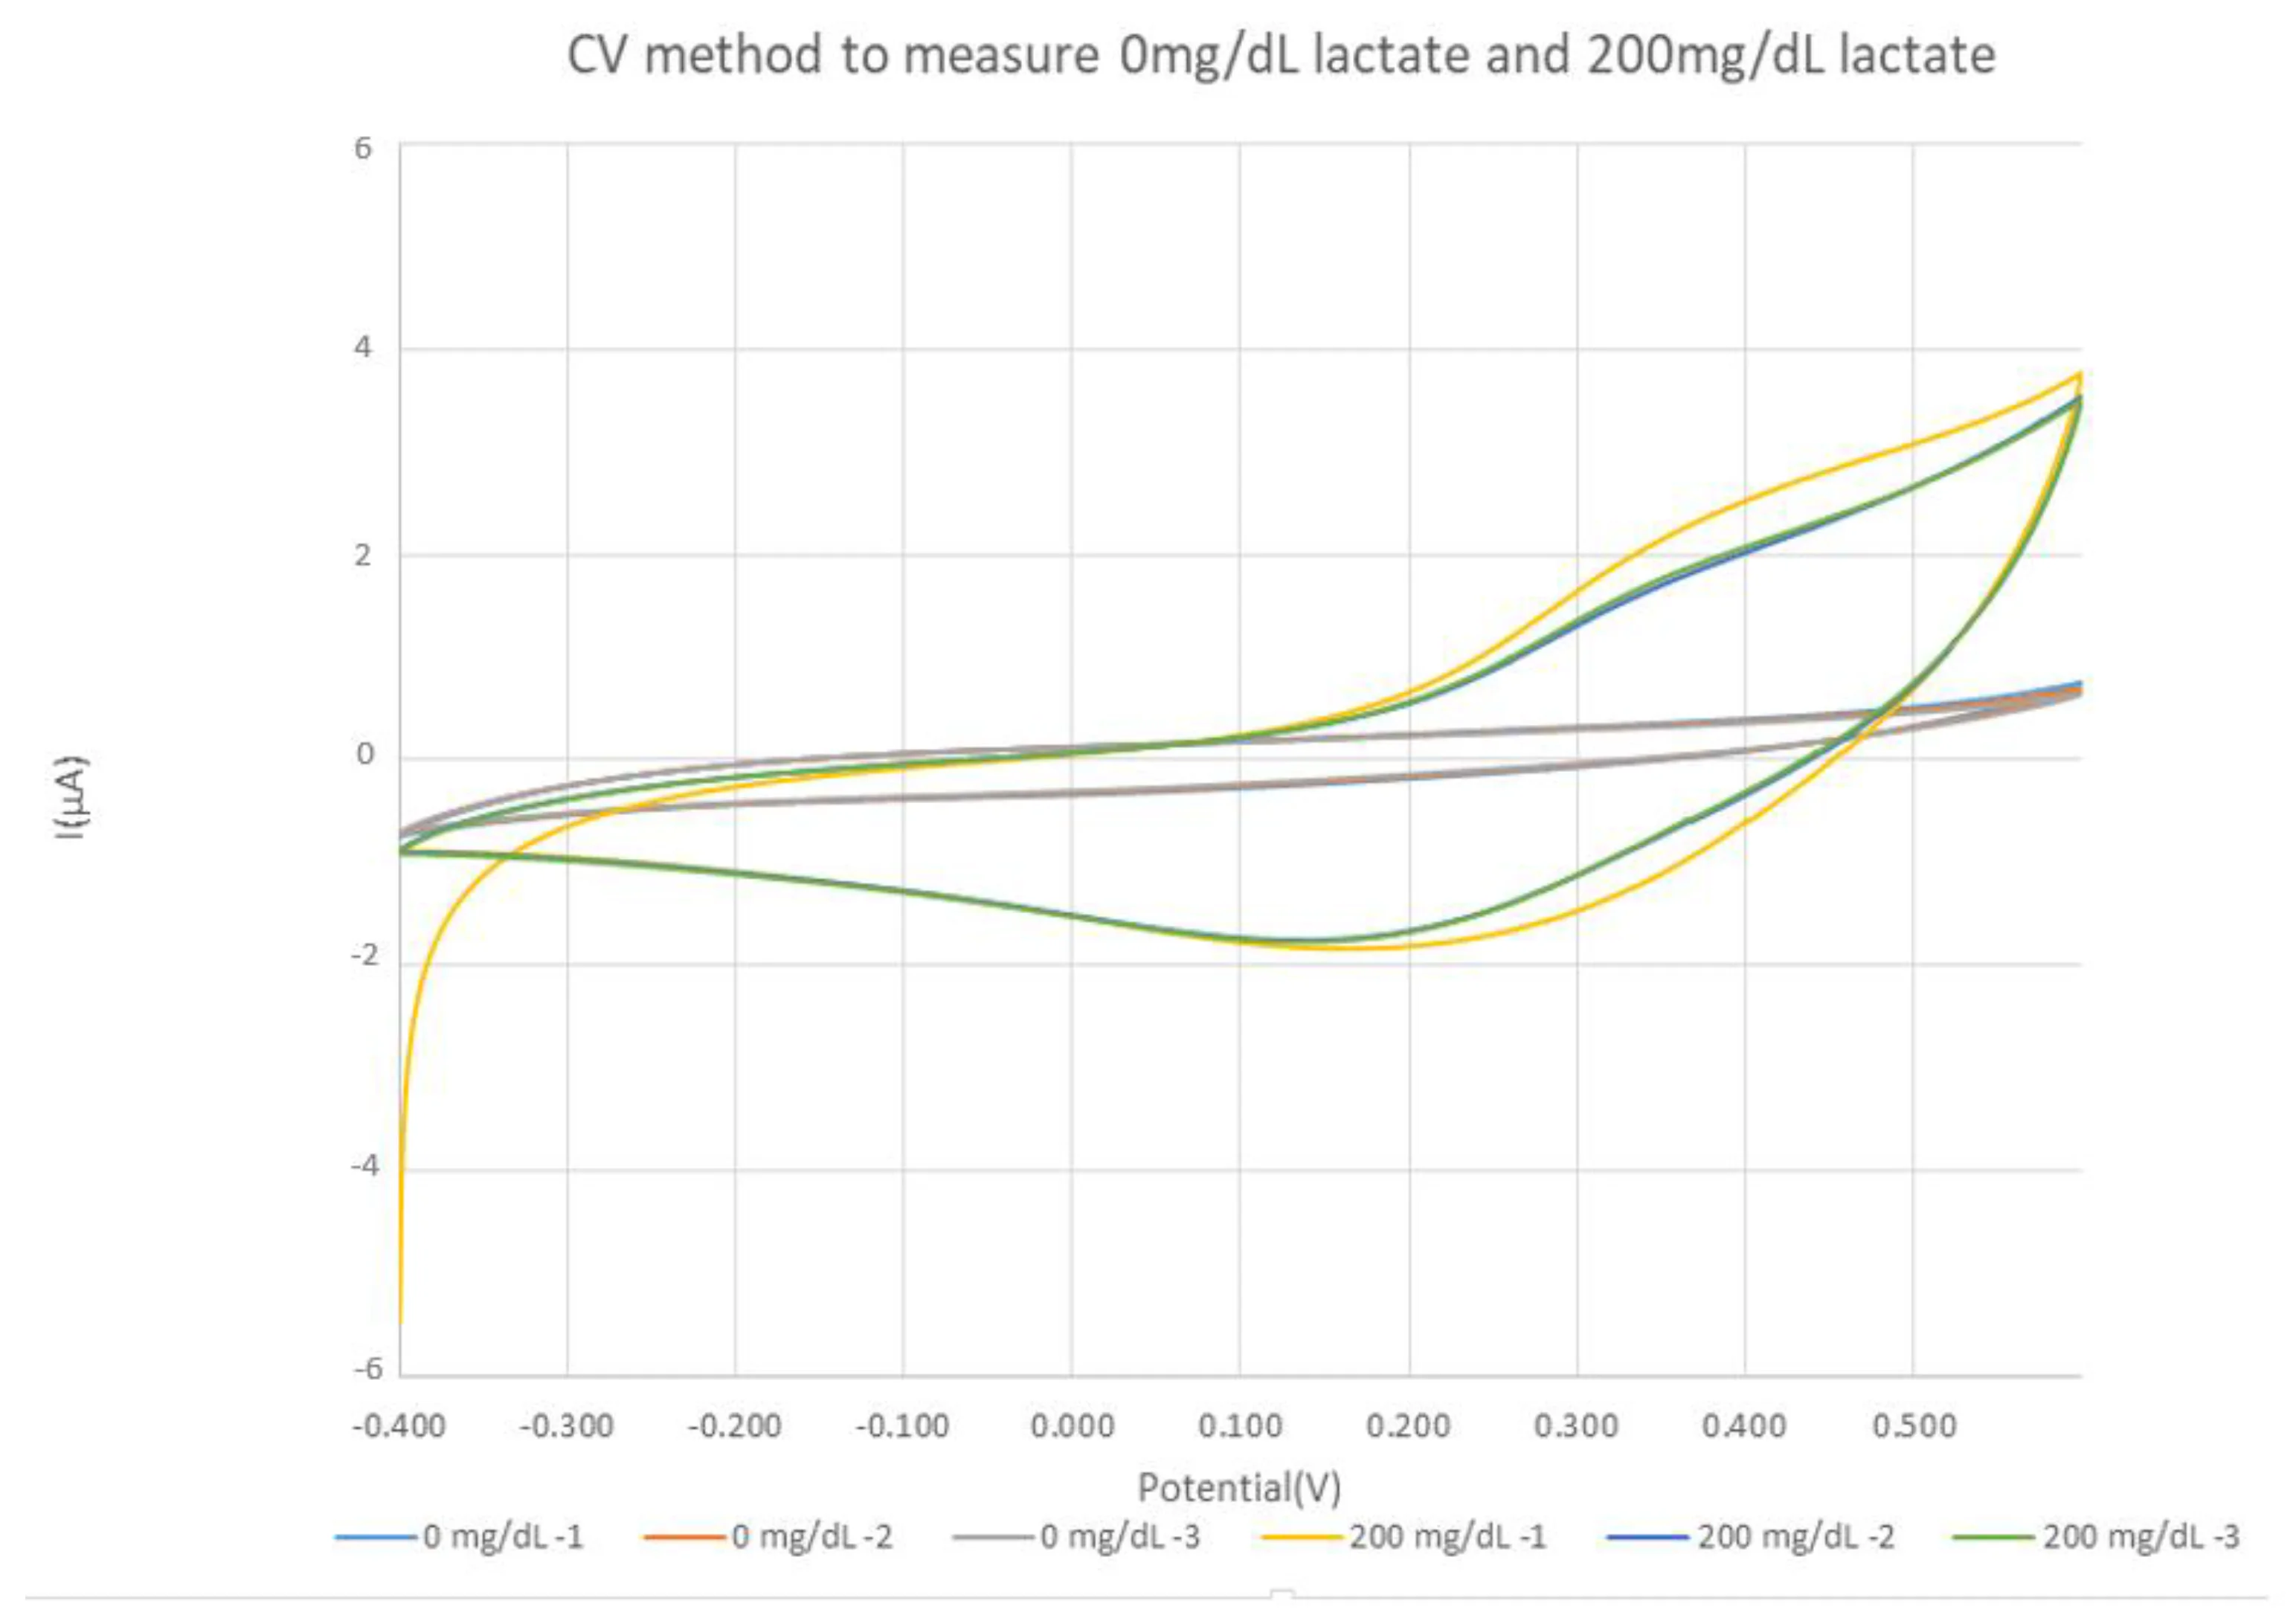 CV method to measure 0mg/dL lactate and 200mg/dL lactate
6
4
2
0
-2
-4
-6
I(μA)
-0.400 -0.300 -0.200 -0.100 0.000 0.100 0.200 0.300 0.400 0.500
Potential(V)
0 mg/dL -1 0 mg/dL -2 0 mg/dL -3 200 mg/dL -1 200 mg/dL -2 200 mg/dL -3